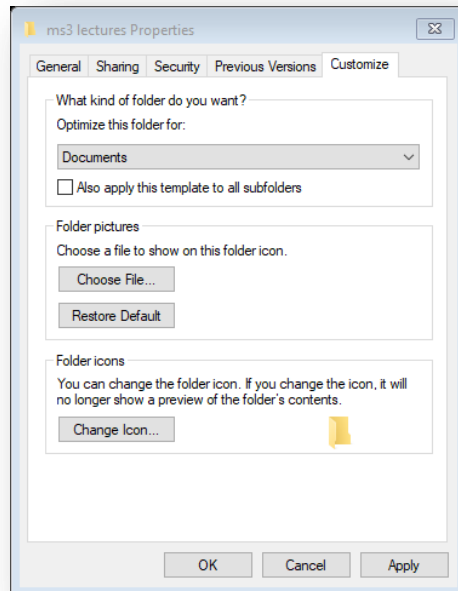 ms3 lectures Properties
General Sharing Security Previous Versions Customize
What kind of folder do you want?
Optimize this folder for:
Documents
Also apply this template to all subfolders
Folder pictures
Choose a file to show on this folder icon.
Choose File...
Restore Default
Folder icons
You can change the folder icon. If you change the icon, it will
no longer show a preview of the folder's contents.
Change Icon...
OK Cancel Apply